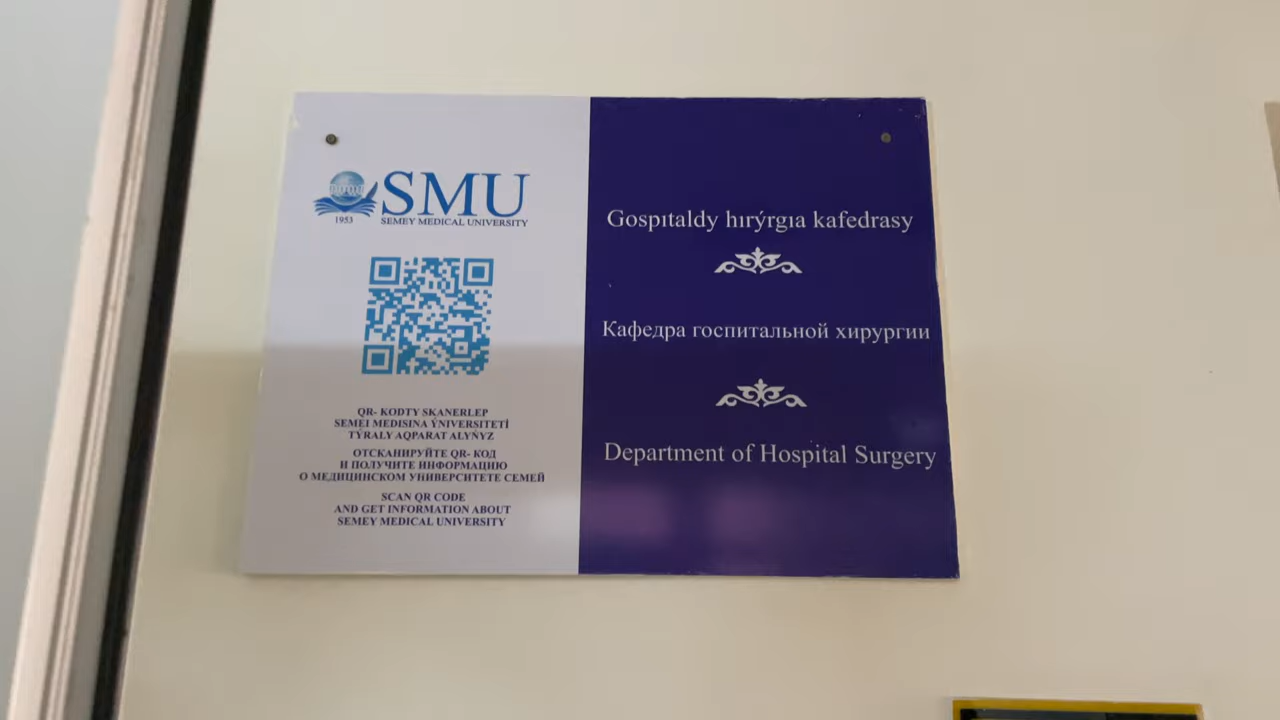 SMU
1953
SEMEY MEDICAL UNIVERSITY
QR- KODTY SKANERLEP
SEMEI MEDISINA ÝNIVERSITETİ
TÝRALY AQPARAT ALYŃYZ
ОТСКАНИРУЙТЕ QR- КОД
И ПОЛУЧИТЕ ИНФОРМАЦИЮ
О МЕДИЦИНСКОМ УНИВЕРСИТЕТЕ СЕМЕЙ
SCAN QR CODE
AND GET INFORMATION ABOUT
SEMEY MEDICAL UNIVERSITY
Gospıtaldy hırýrgıa kafedrasy
Кафедра госпитальной хирургии
Department of Hospital Surgery